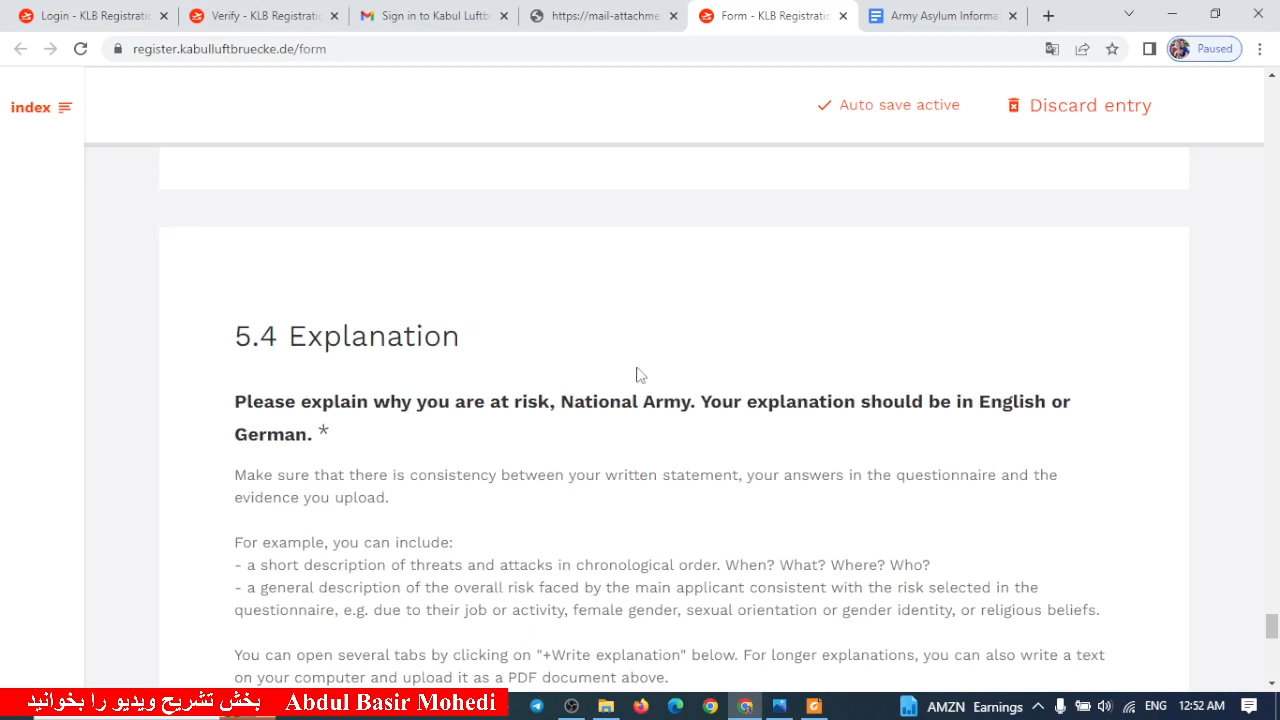 Login - KLB Registrati
Verify - KLB Registrati
Sign in to Kabul Luftb
https://mail-attachme
Form - KLB Registrati
Army Asylum Informa
register.kabulluftbruecke.de/form
Paused
index
Auto save active
Discard entry
5.4 Explanation
Please explain why you are at risk, National Army. Your explanation should be in English or
German. *
Make sure that there is consistency between your written statement, your answers in the questionnaire and the
evidence you upload.
For example, you can include:
- a short description of threats and attacks in chronological order. When? What? Where? Who?
- a general description of the overall risk faced by the main applicant consistent with the risk selected in the
questionnaire, e.g. due to their job or activity, female gender, sexual orientation or gender identity, or religious beliefs.
You can open several tabs by clicking on "+Write explanation" below. For longer explanations, you can also write a text
on your computer and upload it as a PDF document above.
بخش تشریح ویدیو را بخوانید Abdul Basir Mohedi
AMZN Earnings
ENG
12:52 AM